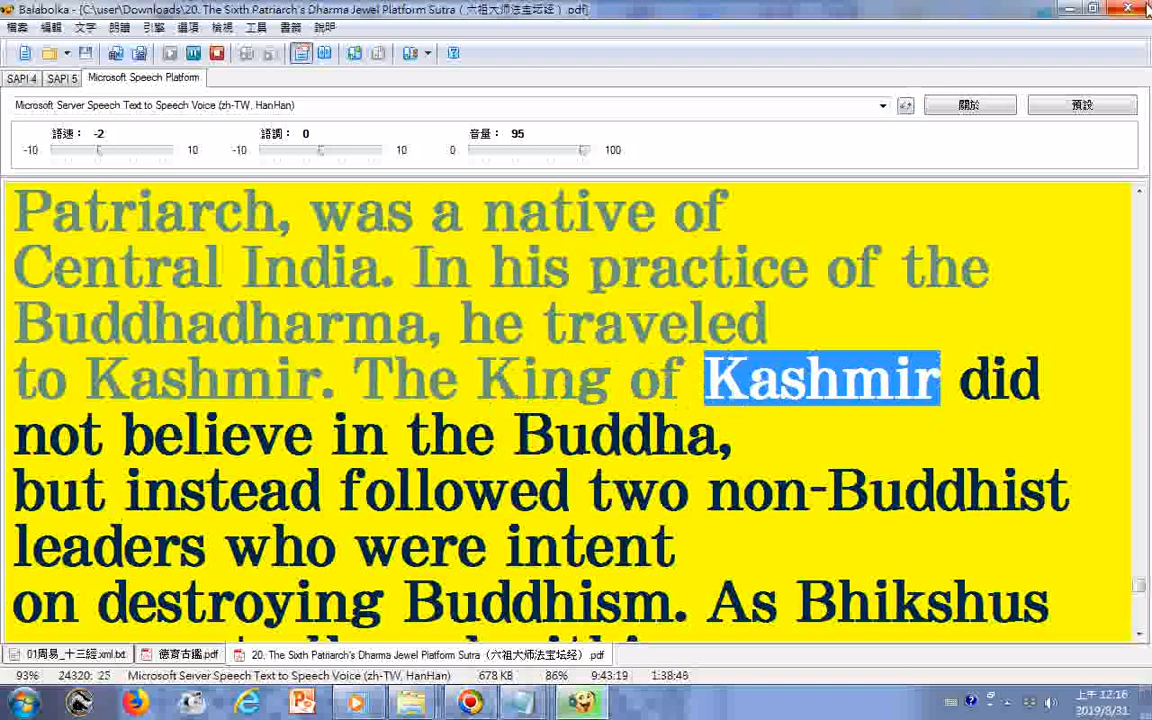 Balabolka - [C:\user\Downloads\20. The Sixth Patriarch's Dharma Jewel Platform Sutra（六祖大师法宝坛经）.pdf]
檔案 編輯 文字 朗讀 引擎 選項 檢視 工具 書籤 說明
SAPI 4 SAPI 5 Microsoft Speech Platform
Microsoft Server Speech Text to Speech Voice (zh-TW, HanHan) 關於 預設
語速： -2 語調： 0 音量： 95
-10 10 -10 10 0 100
Patriarch, was a native of
Central India. In his practice of the
Buddhadharma, he traveled
to Kashmir. The King of Kashmir did
not believe in the Buddha,
but instead followed two non-Buddhist
leaders who were intent
on destroying Buddhism. As Bhikshus
01周易_十三經.xml.txt 德育古鑑.pdf 20. The Sixth Patriarch's Dharma Jewel Platform Sutra（六祖大师法宝坛经）.pdf
93% 24320: 25 Microsoft Server Speech Text to Speech Voice (zh-TW, HanHan) 678 KB 86% 9:43:19 1:38:48
上午 12:16
2019/8/31